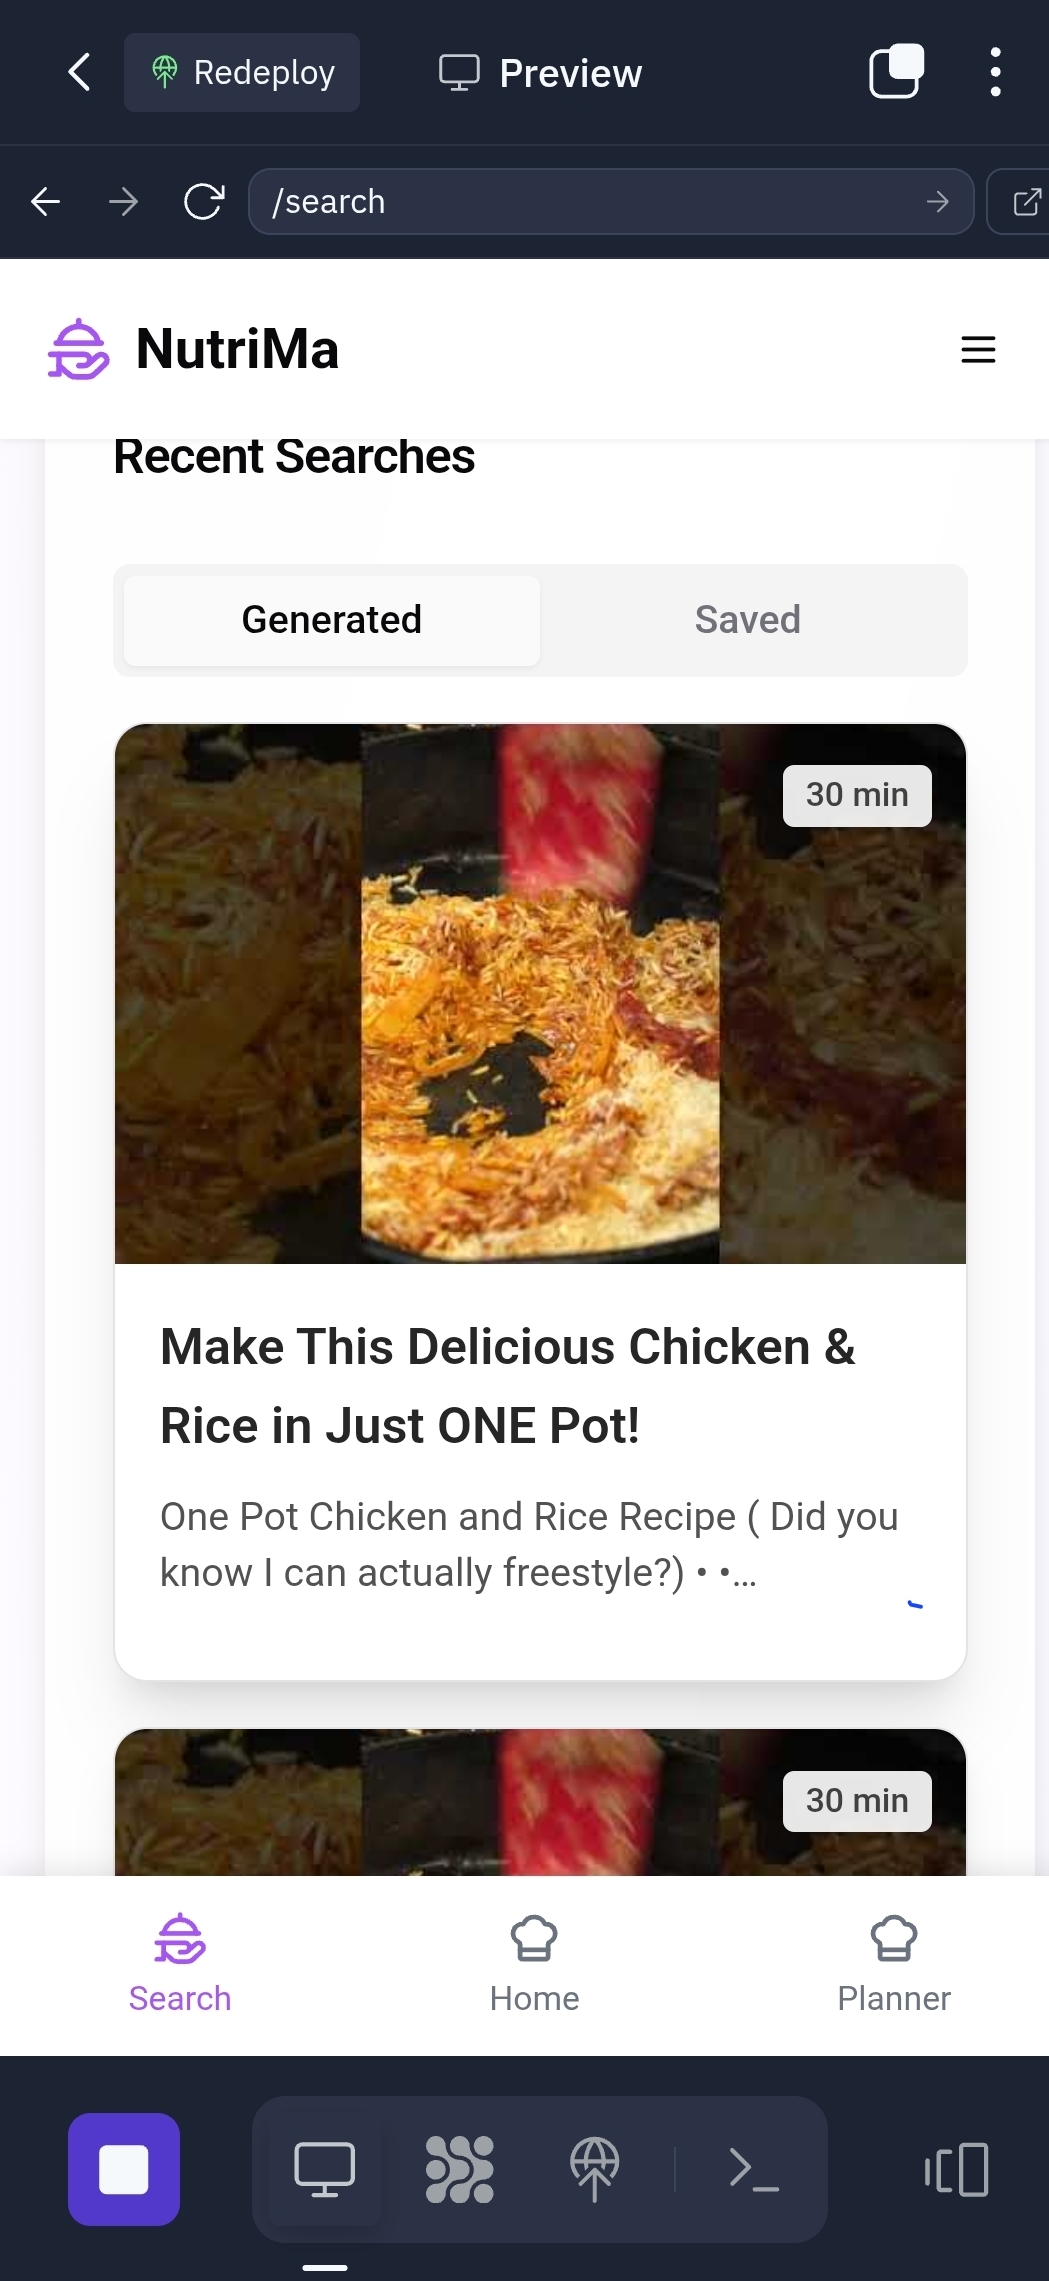 Redeploy
Preview
/search
NutriMa
Recent Searches
Generated
Saved
30 min
Make This Delicious Chicken &
Rice in Just ONE Pot!
One Pot Chicken and Rice Recipe ( Did you
know I can actually freestyle?) • •...
30 min
Search
Home
Planner